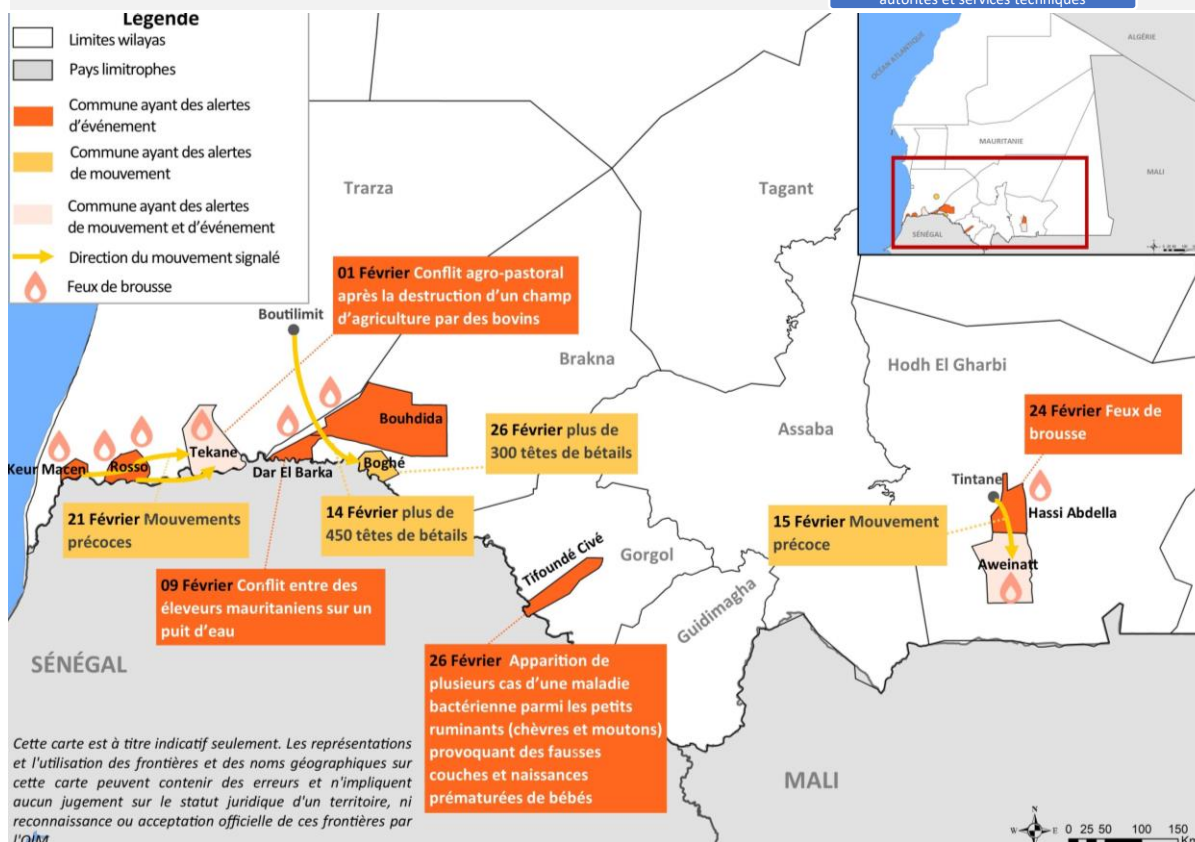 autorités et services techniques
Légende
Limites wilayas
Pays limitrophes
Commune ayant des alertes
d’événement
Commune ayant des alertes
de mouvement
Commune ayant des alertes
de mouvement et d’événement
Direction du mouvement signalé
Feux de brousse
OCÉAN ATLANTIQUE
ALGÉRIE
MAURITANIE
MALI
SÉNÉGAL
Trarza
Tagant
01 Février Conflit agro-pastoral
après la destruction d’un champ
d’agriculture par des bovins
Boutilimit
Brakna
Hodh El Gharbi
Assaba
Bouhdida
Keur Macen
Rosso
Tekane
Dar El Barka
Boghé
26 Février plus de
300 têtes de bétails
24 Février Feux de
brousse
Tintane
Hassi Abdella
21 Février Mouvements
précoces
14 Février plus de
450 têtes de bétails
15 Février Mouvement
précoce
Aweinatt
Tifoundé Civé
Gorgol
Guidimagha
09 Février Conflit entre des
éleveurs mauritaniens sur un
puit d’eau
SÉNÉGAL
26 Février Apparition de
plusieurs cas d’une maladie
bactérienne parmi les petits
ruminants (chèvres et moutons)
provoquant des fausses
couches et naissances
prématurées de bébés
MALI
Cette carte est à titre indicatif seulement. Les représentations
et l'utilisation des frontières et des noms géographiques sur
cette carte peuvent contenir des erreurs et n'impliquent
aucun jugement sur le statut juridique d'un territoire, ni
reconnaissance ou acceptation officielle de ces frontières par
l'OIM
N
W E
S
0 25 50 100 150
Km